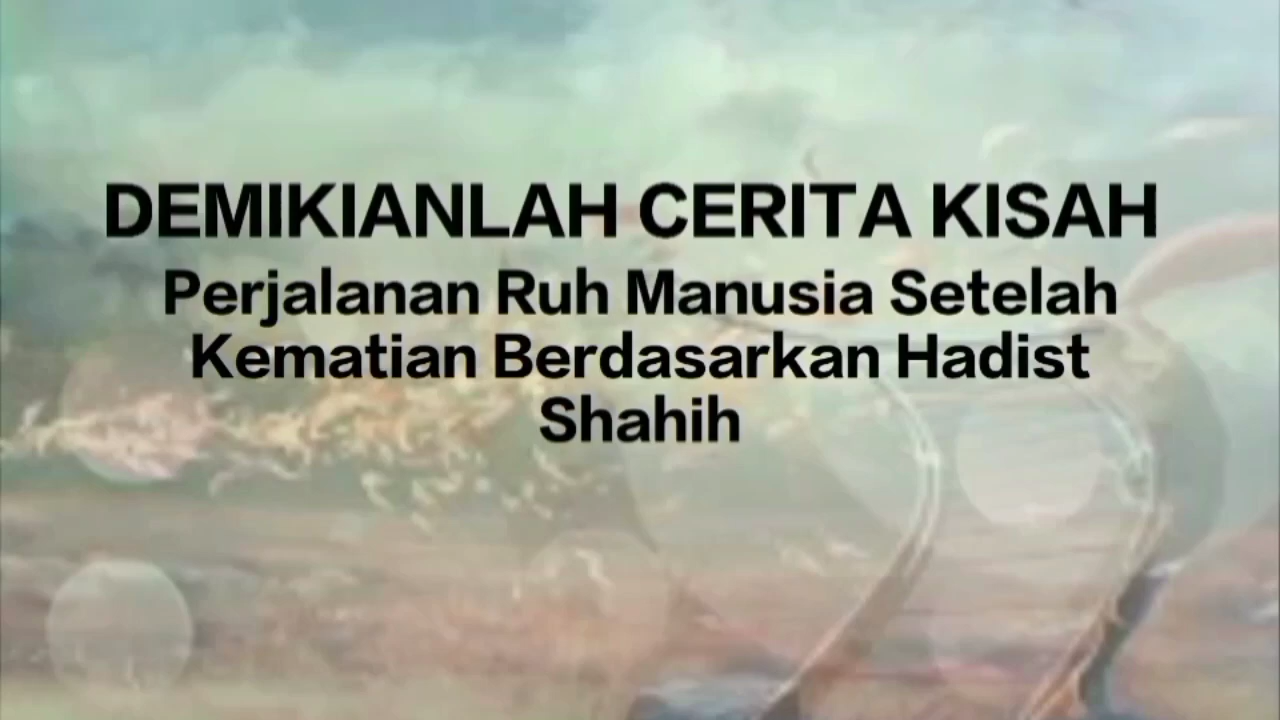 DEMIKIANLAH CERITA KISAH
Perjalanan Ruh Manusia Setelah
Kematian Berdasarkan Hadist
Shahih